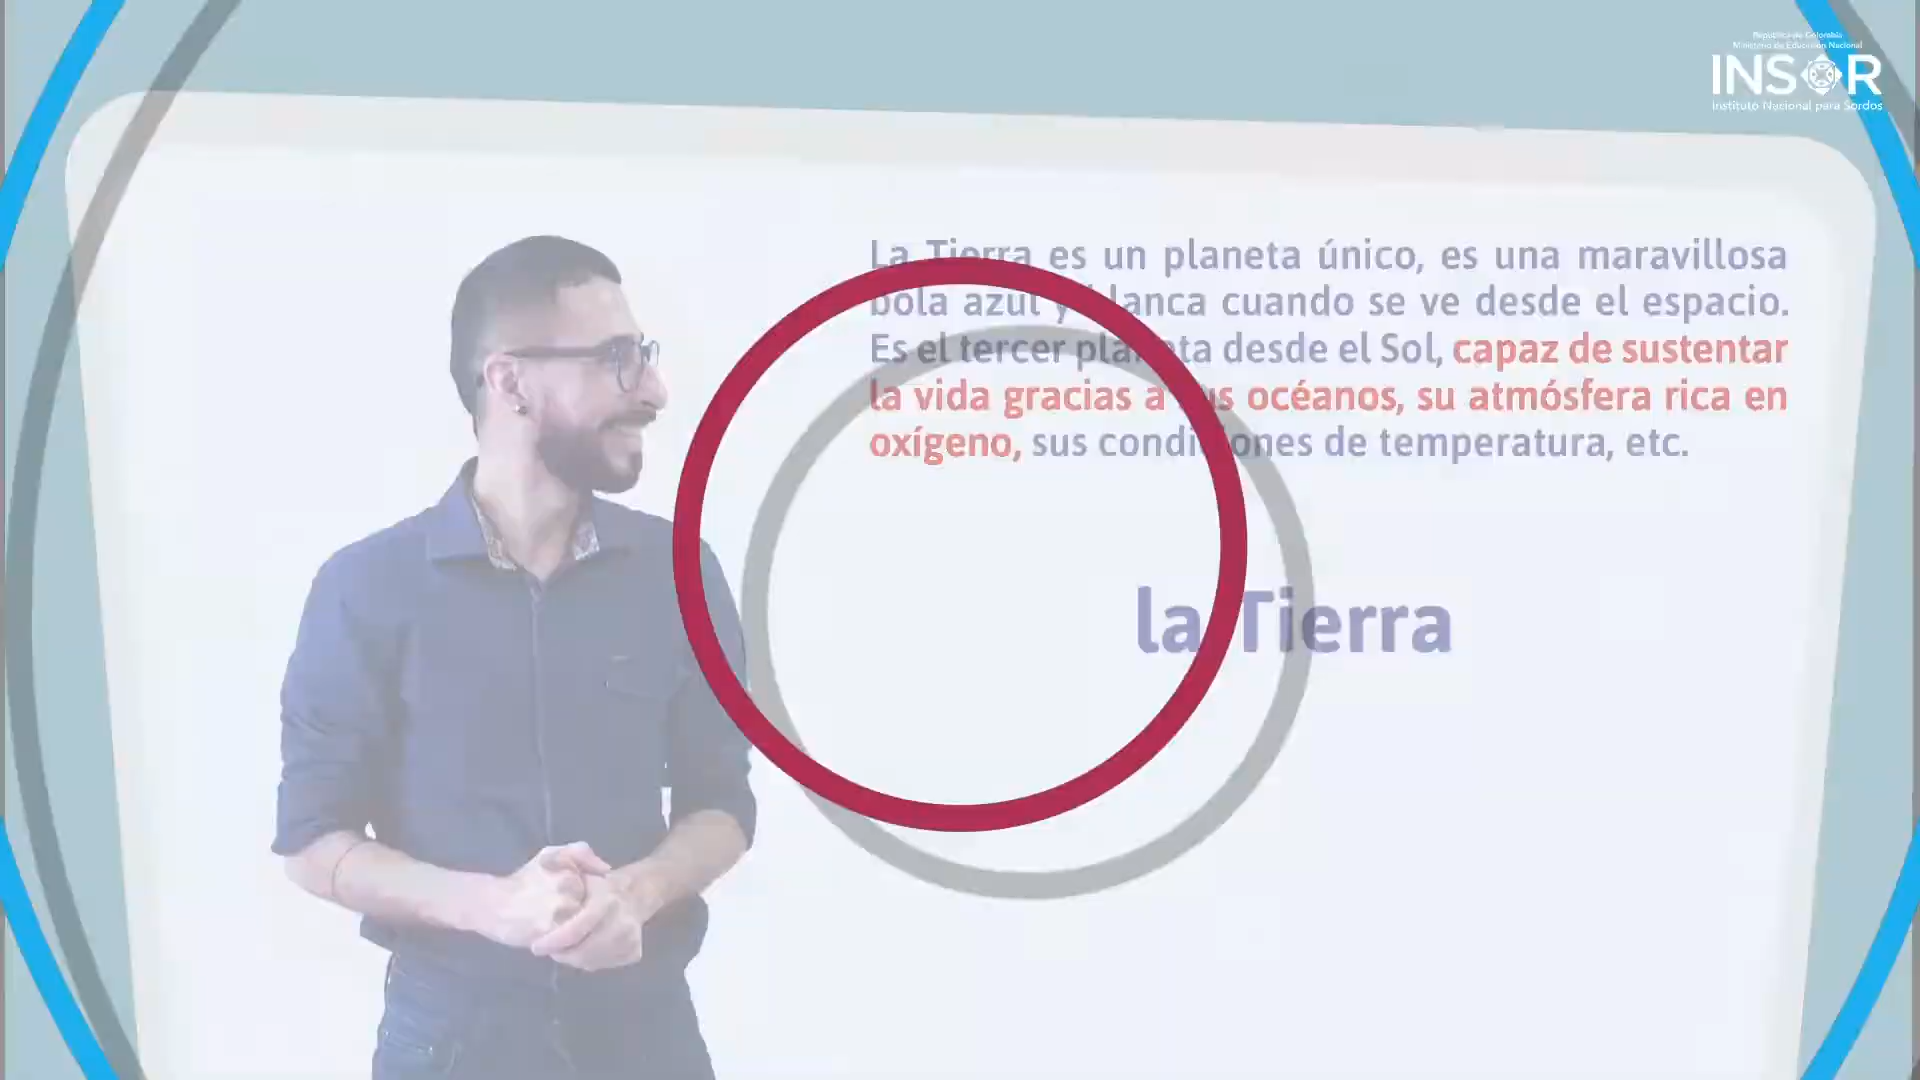 República de Colombia
Ministerio de Educación Nacional
INSOR
Instituto Nacional para Sordos
La Tierra es un planeta único, es una maravillosa
bola azul y blanca cuando se ve desde el espacio.
Es el tercer planeta desde el Sol, capaz de sustentar
la vida gracias a sus océanos, su atmósfera rica en
oxígeno, sus condiciones de temperatura, etc.
la Tierra